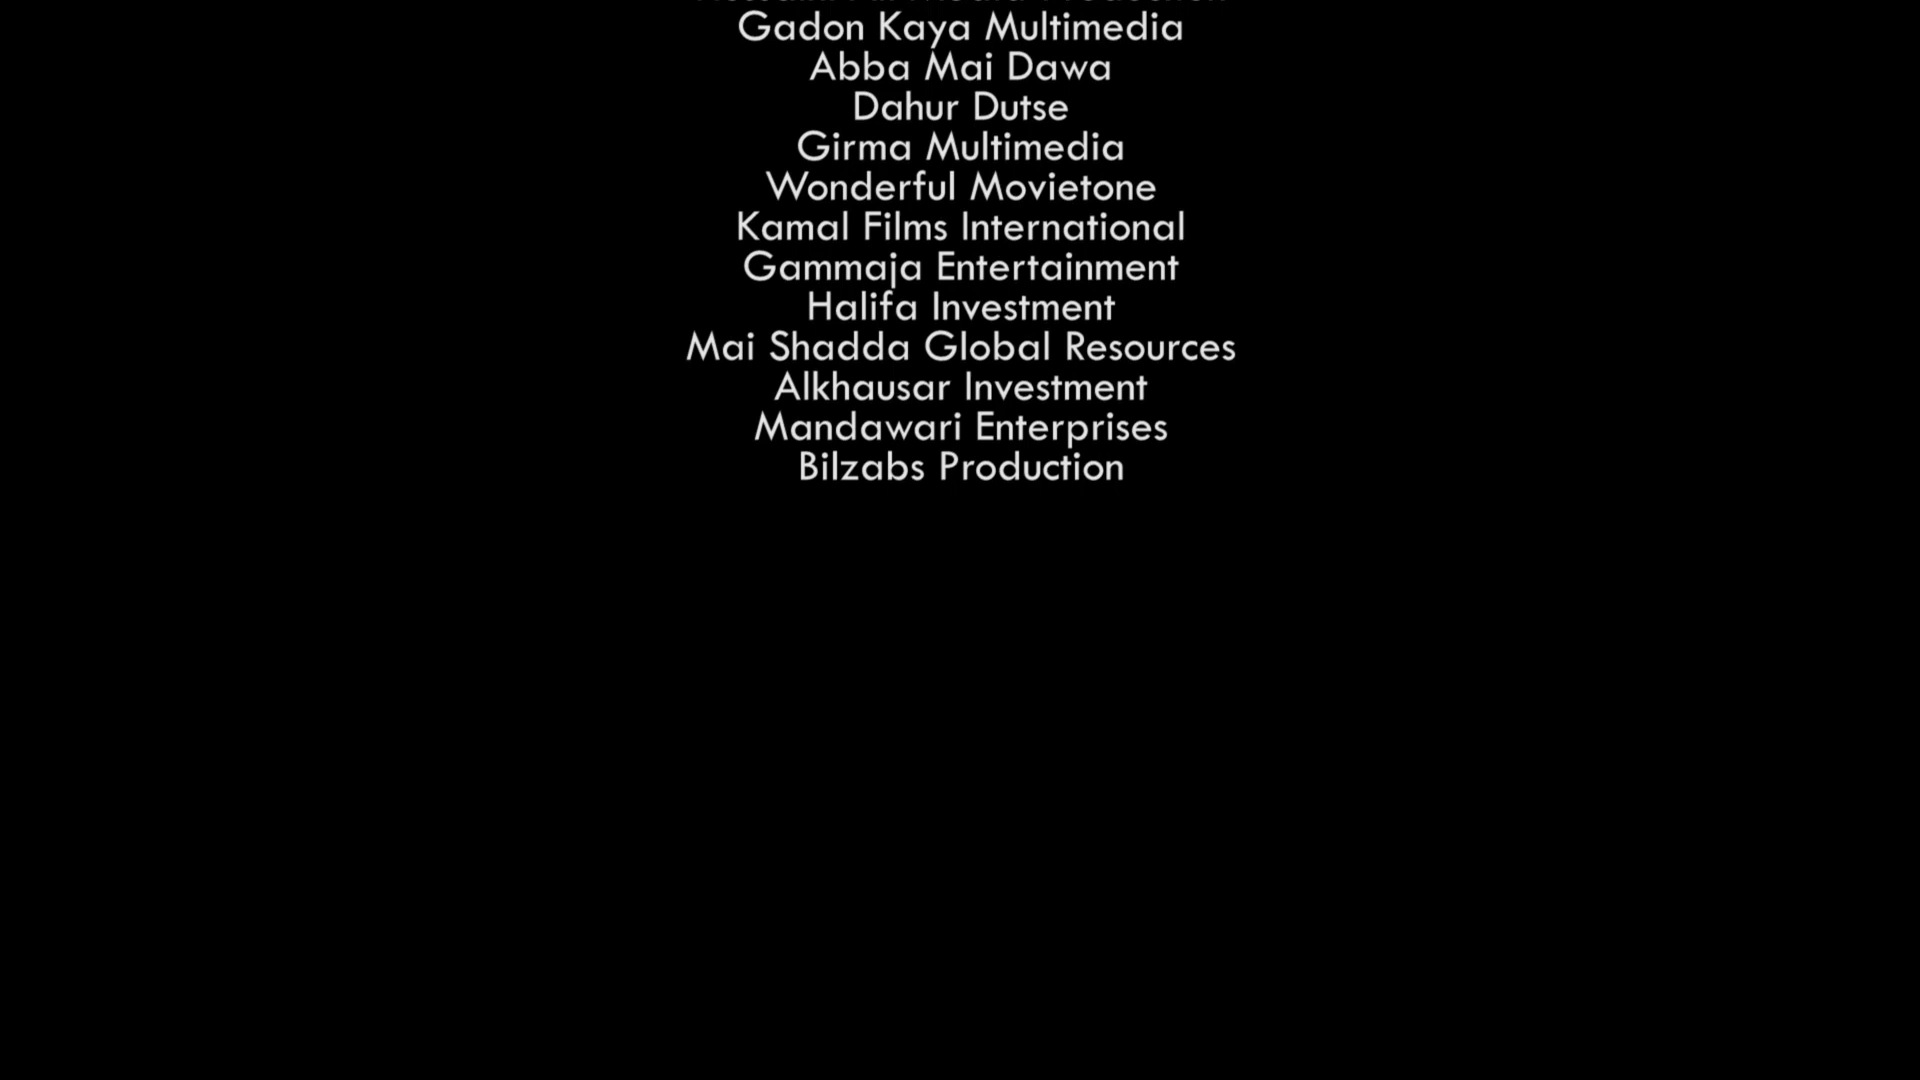 Gadon Kaya Multimedia
Abba Mai Dawa
Dahur Dutse
Girma Multimedia
Wonderful Movietone
Kamal Films International
Gammaja Entertainment
Halifa Investment
Mai Shadda Global Resources
Alkhausar Investment
Mandawari Enterprises
Bilzabs Production